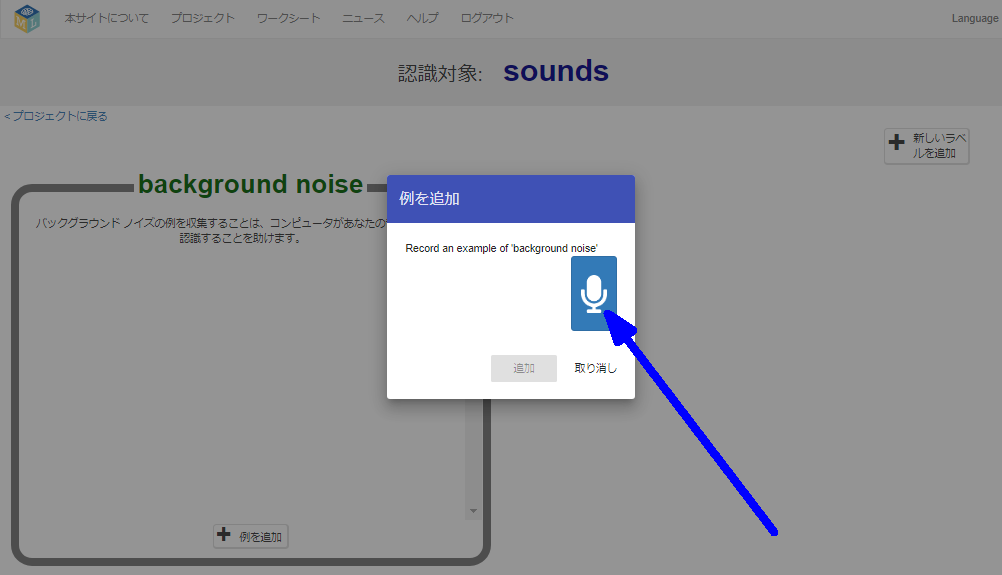 本サイトについて プロジェクト ワークシート ニュース ヘルプ ログアウト Language
認識対象: sounds
< プロジェクトに戻る
新しいラベ
ルを追加
background noise
バックグラウンド ノイズの例を収集することは、コンピュータがあなたの
認識することを助けます。
例を追加
Record an example of 'background noise'
追加 取り消し
例を追加